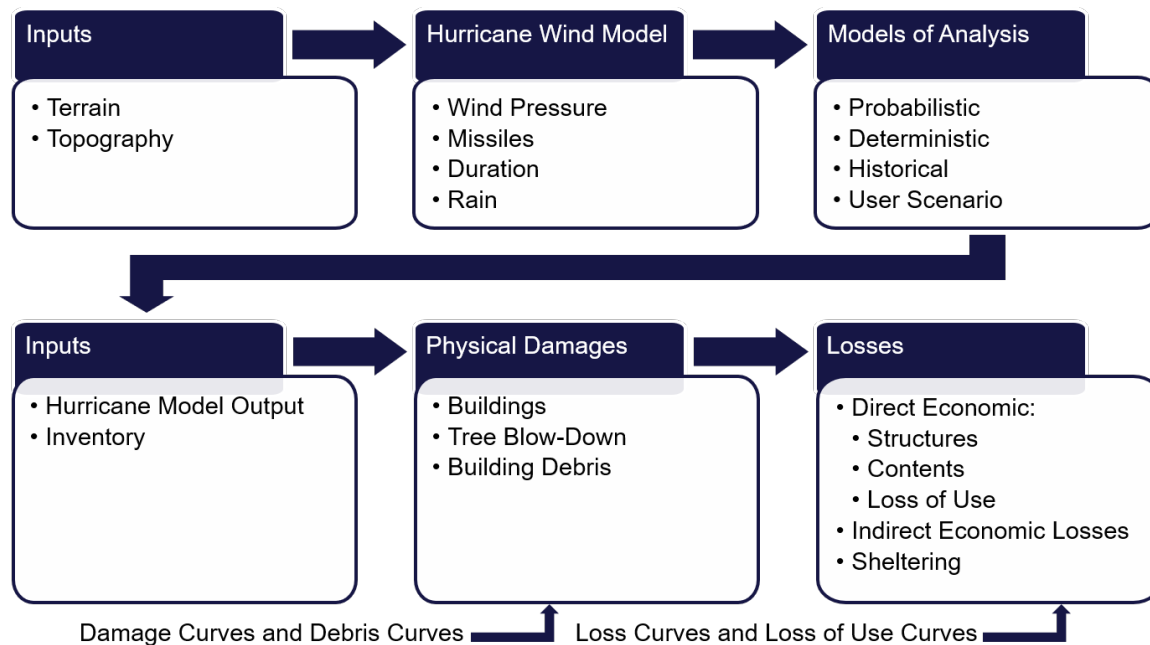 Inputs
• Terrain
• Topography
Hurricane Wind Model
• Wind Pressure
• Missiles
• Duration
• Rain
Models of Analysis
• Probabilistic
• Deterministic
• Historical
• User Scenario
Inputs
• Hurricane Model Output
• Inventory
Physical Damages
• Buildings
• Tree Blow-Down
• Building Debris
Losses
• Direct Economic:
• Structures
• Contents
• Loss of Use
• Indirect Economic Losses
• Sheltering
Damage Curves and Debris Curves
Loss Curves and Loss of Use Curves